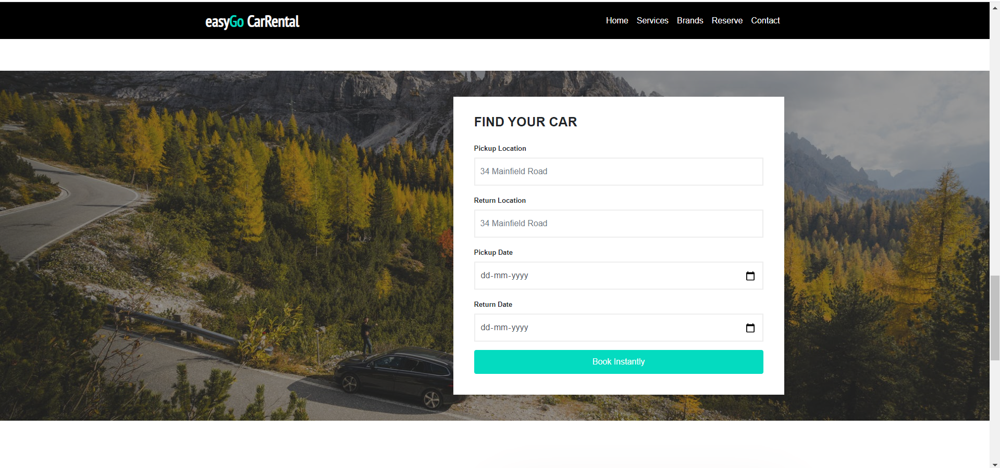 easyGo CarRental
Home Services Brands Reserve Contact
FIND YOUR CAR
Pickup Location
34 Mainfield Road
Return Location
34 Mainfield Road
Pickup Date
dd-mm-yyyy
Return Date
dd-mm-yyyy
Book Instantly